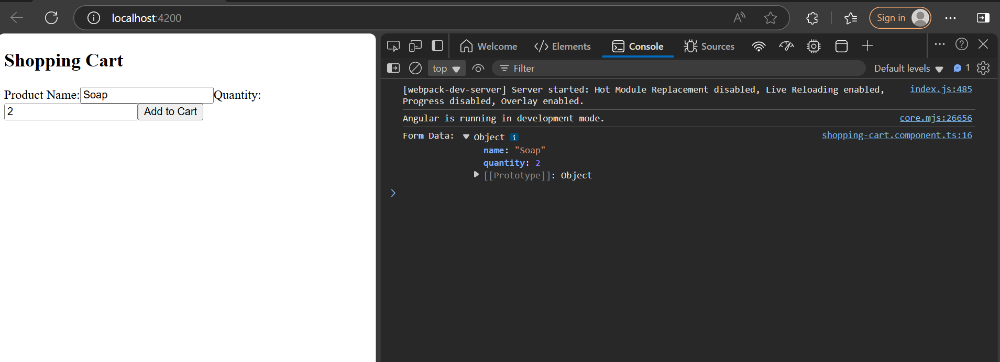 localhost:4200
Sign in
Shopping Cart
Product Name: Soap Quantity:
2 Add to Cart
Welcome Elements Console Sources
top Filter Default levels 1
[webpack-dev-server] Server started: Hot Module Replacement disabled, Live Reloading enabled, index.js:485
Progress disabled, Overlay enabled.
Angular is running in development mode. core.mjs:26656
Form Data: Object i shopping-cart.component.ts:16
name: "Soap"
quantity: 2
[[Prototype]]: Object